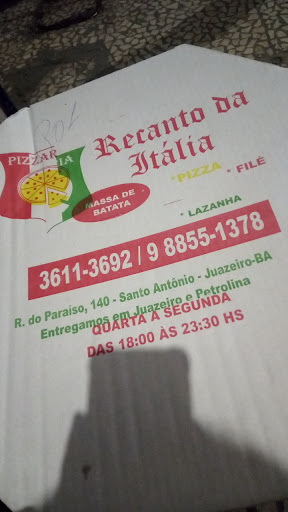 Recanto da
Itália
PIZZARIA
MASSA DE
BATATA
*PIZZA * FILÉ
* LAZANHA
3611-3692 / 9 8855-1378
R. do Paraíso, 140 - Santo Antônio - Juazeiro-BA
Entregamos em Juazeiro e Petrolina
QUARTA A SEGUNDA
DAS 18:00 ÀS 23:30 HS